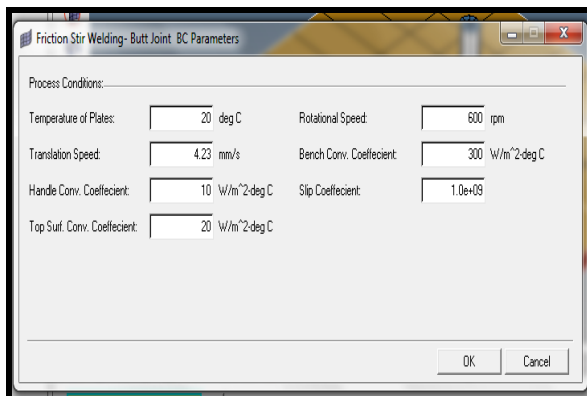 Friction Stir Welding- Butt Joint BC Parameters
Process Conditions:
Temperature of Plates: 20 deg C
Rotational Speed: 600 rpm
Translation Speed: 4.23 mm/s
Bench Conv. Coeffecient: 300 W/m^2-deg C
Handle Conv. Coeffecient: 10 W/m^2-deg C
Slip Coeffecient: 1.0e+09
Top Surf. Conv. Coeffecient: 20 W/m^2-deg C
OK Cancel